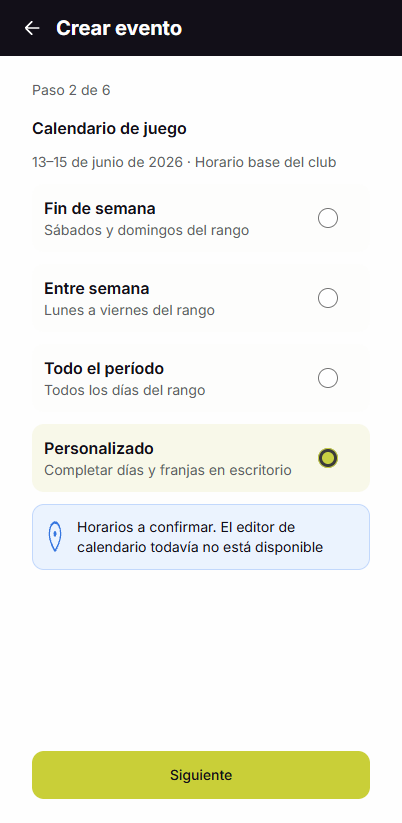 Crear evento
Paso 2 de 6
Calendario de juego
13–15 de junio de 2026 · Horario base del club
Fin de semana
Sábados y domingos del rango
Entre semana
Lunes a viernes del rango
Todo el período
Todos los días del rango
Personalizado
Completar días y franjas en escritorio
Horarios a confirmar. El editor de
calendario todavía no está disponible
Siguiente